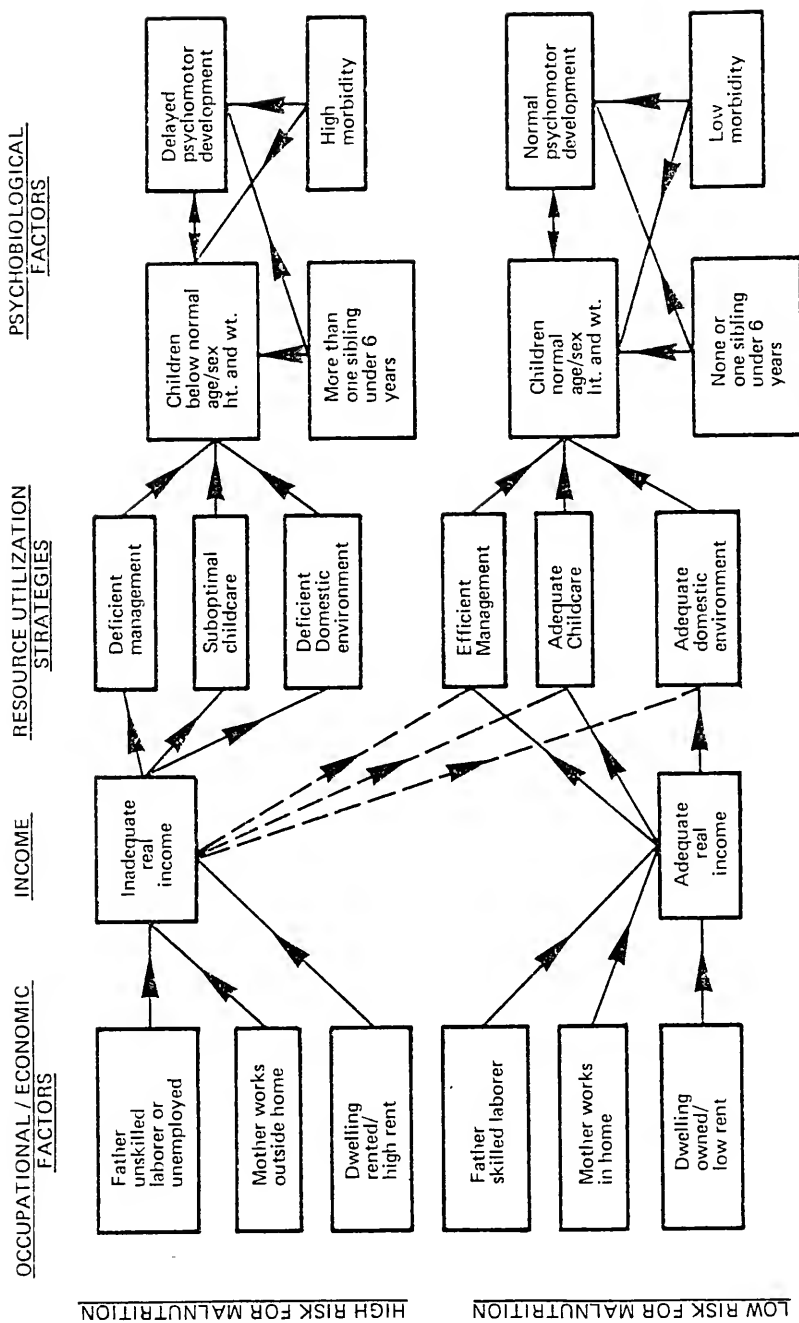 OCCUPATIONAL / ECONOMIC
FACTORS
INCOME
RESOURCE UTILIZATION
STRATEGIES
PSYCHOBIOLOGICAL
FACTORS
HIGH RISK FOR MALNUTRITION
Father
unskilled
laborer or
unemployed
Mother works
outside home
Dwelling
rented/
high rent
Inadequate
real
income
Deficient
management
Suboptimal
childcare
Deficient
Domestic
environment
Children
below normal
age/sex
ht. and wt.
More than
one sibling
under 6
years
Delayed
psychomotor
development
High
morbidity
LOW RISK FOR MALNUTRITION
Father
skilled laborer
Mother works
in home
Dwelling
owned/
low rent
Adequate
real
income
Efficient
Management
Adequate
Childcare
Adequate
domestic
environment
Children
normal
age/sex
ht. and wt.
None or
one sibling
under 6
years
Normal
psychomotor
development
Low
morbidity